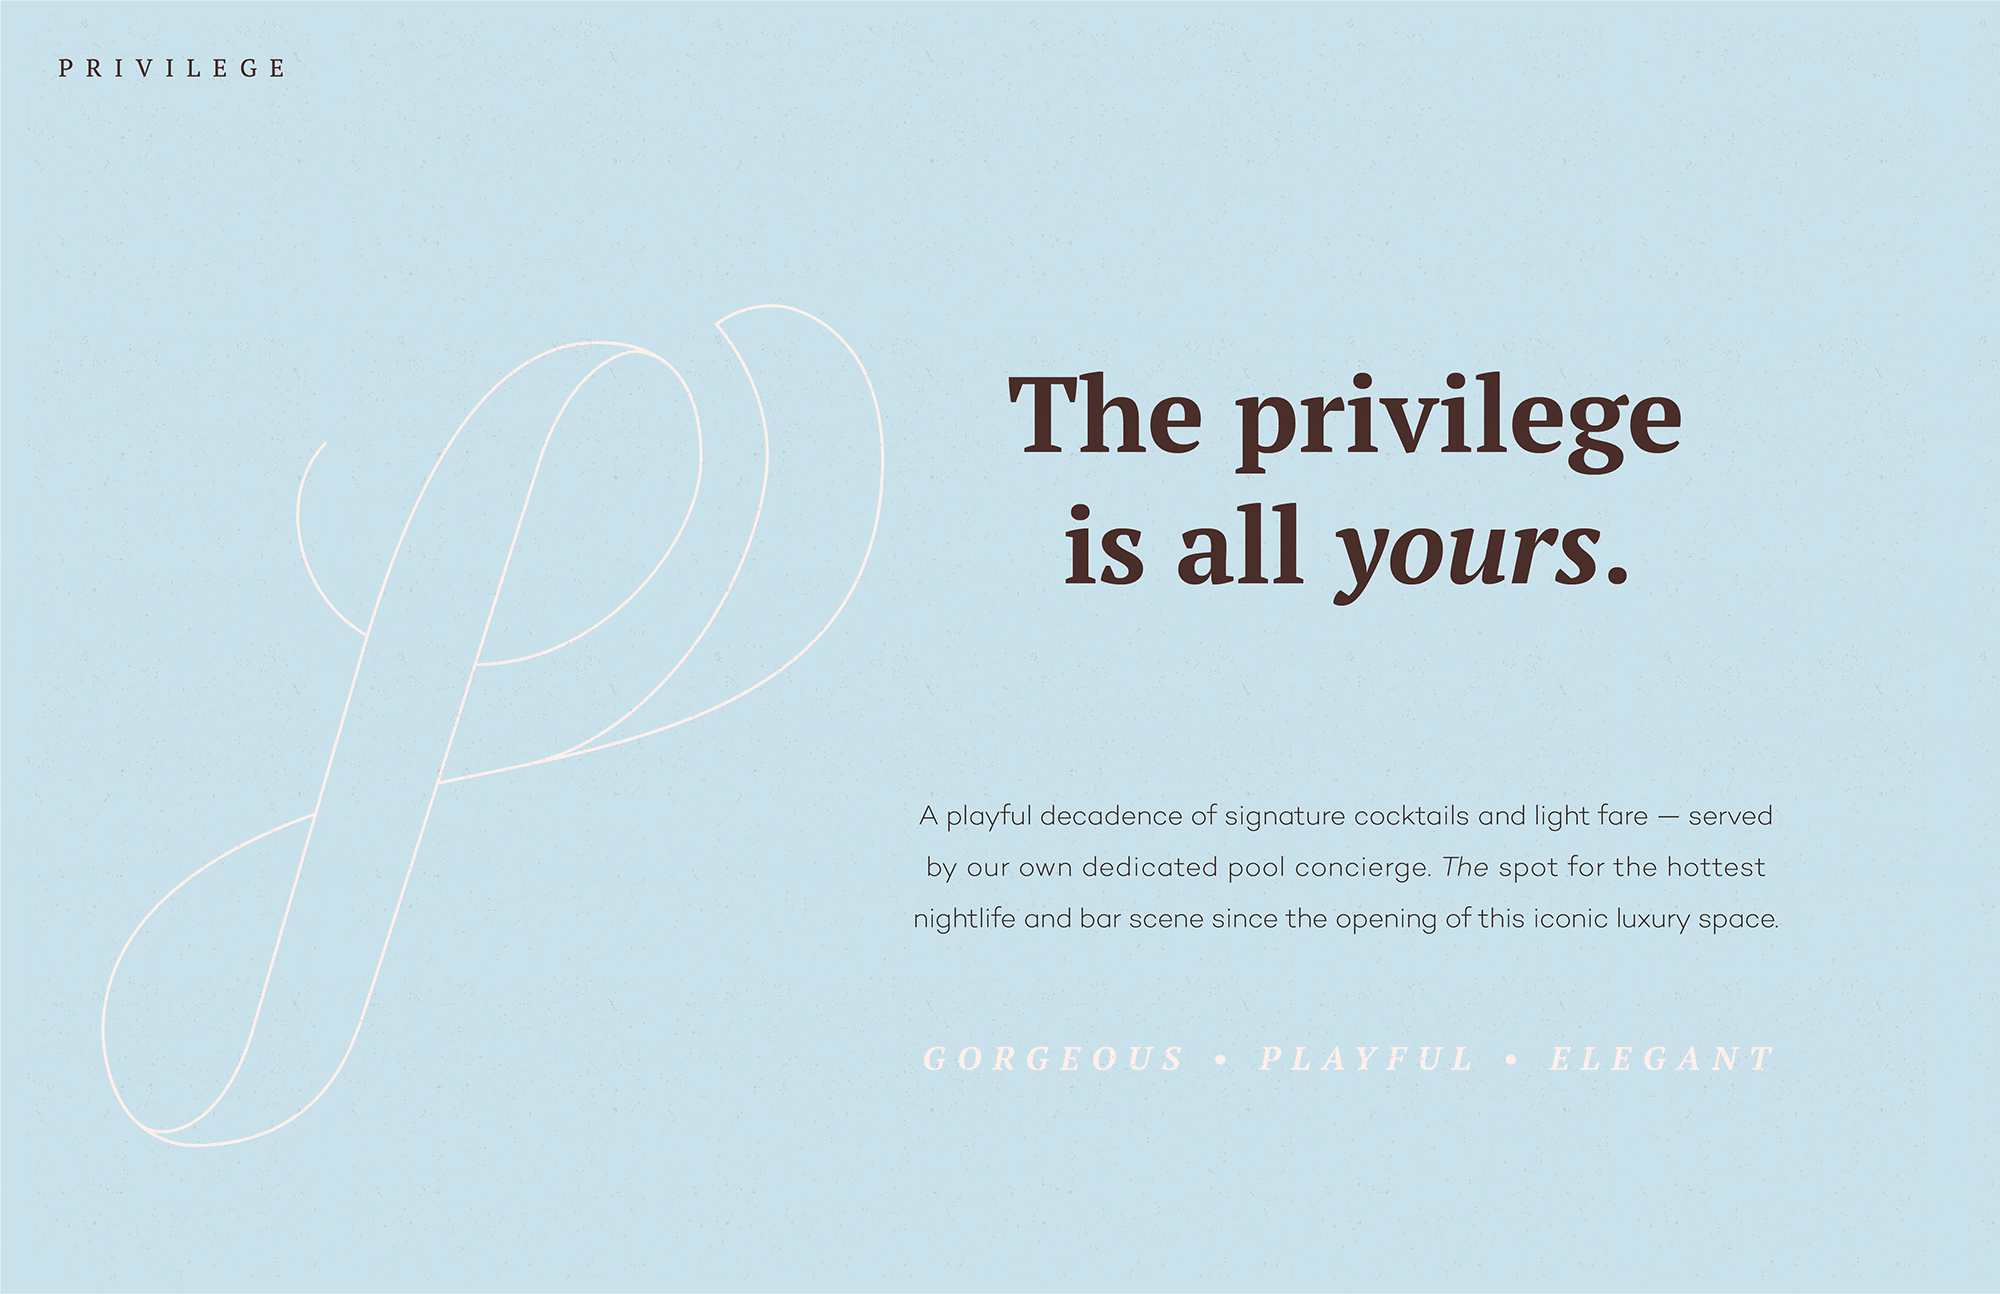 PRIVILEGE
The privilege
is all yours.
A playful decadence of signature cocktails and light fare — served
by our own dedicated pool concierge. The spot for the hottest
nightlife and bar scene since the opening of this iconic luxury space.
GORGEOUS • PLAYFUL • ELEGANT